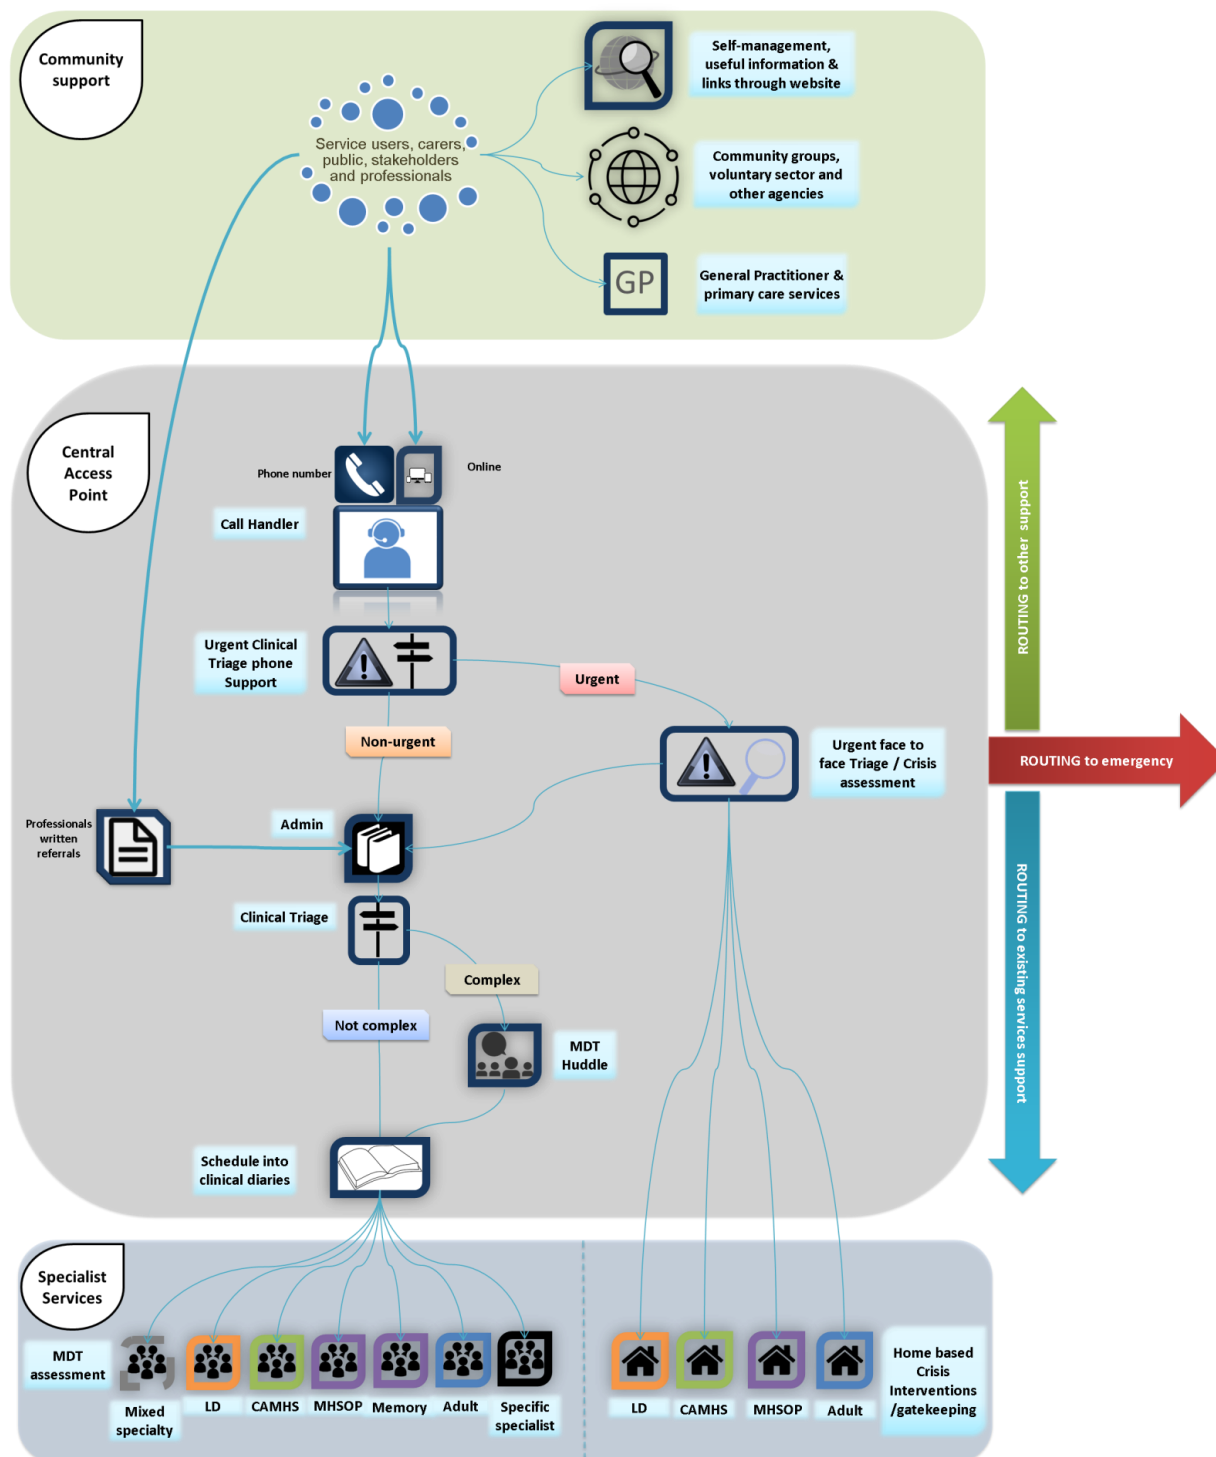 Community
support
Self-management,
useful information &
links through website
Service users, carers,
public, stakeholders
and professionals
Community groups,
voluntary sector and
other agencies
GP
General Practitioner &
primary care services
Central
Access
Point
Phone number
Online
Call Handler
ROUTING to other support
Urgent Clinical
Triage phone
Support
Urgent
Non-urgent
Urgent face to
face Triage / Crisis
assessment
ROUTING to emergency
Professionals
written
referrals
Admin
Clinical Triage
ROUTING to existing services support
Complex
Not complex
MDT
Huddle
Schedule into
clinical diaries
Specialist
Services
MDT
assessment
Mixed
specialty
LD
CAMHS
MHSOP
Memory
Adult
Specific
specialist
LD
CAMHS
MHSOP
Adult
Home based
Crisis
Interventions
/gatekeeping